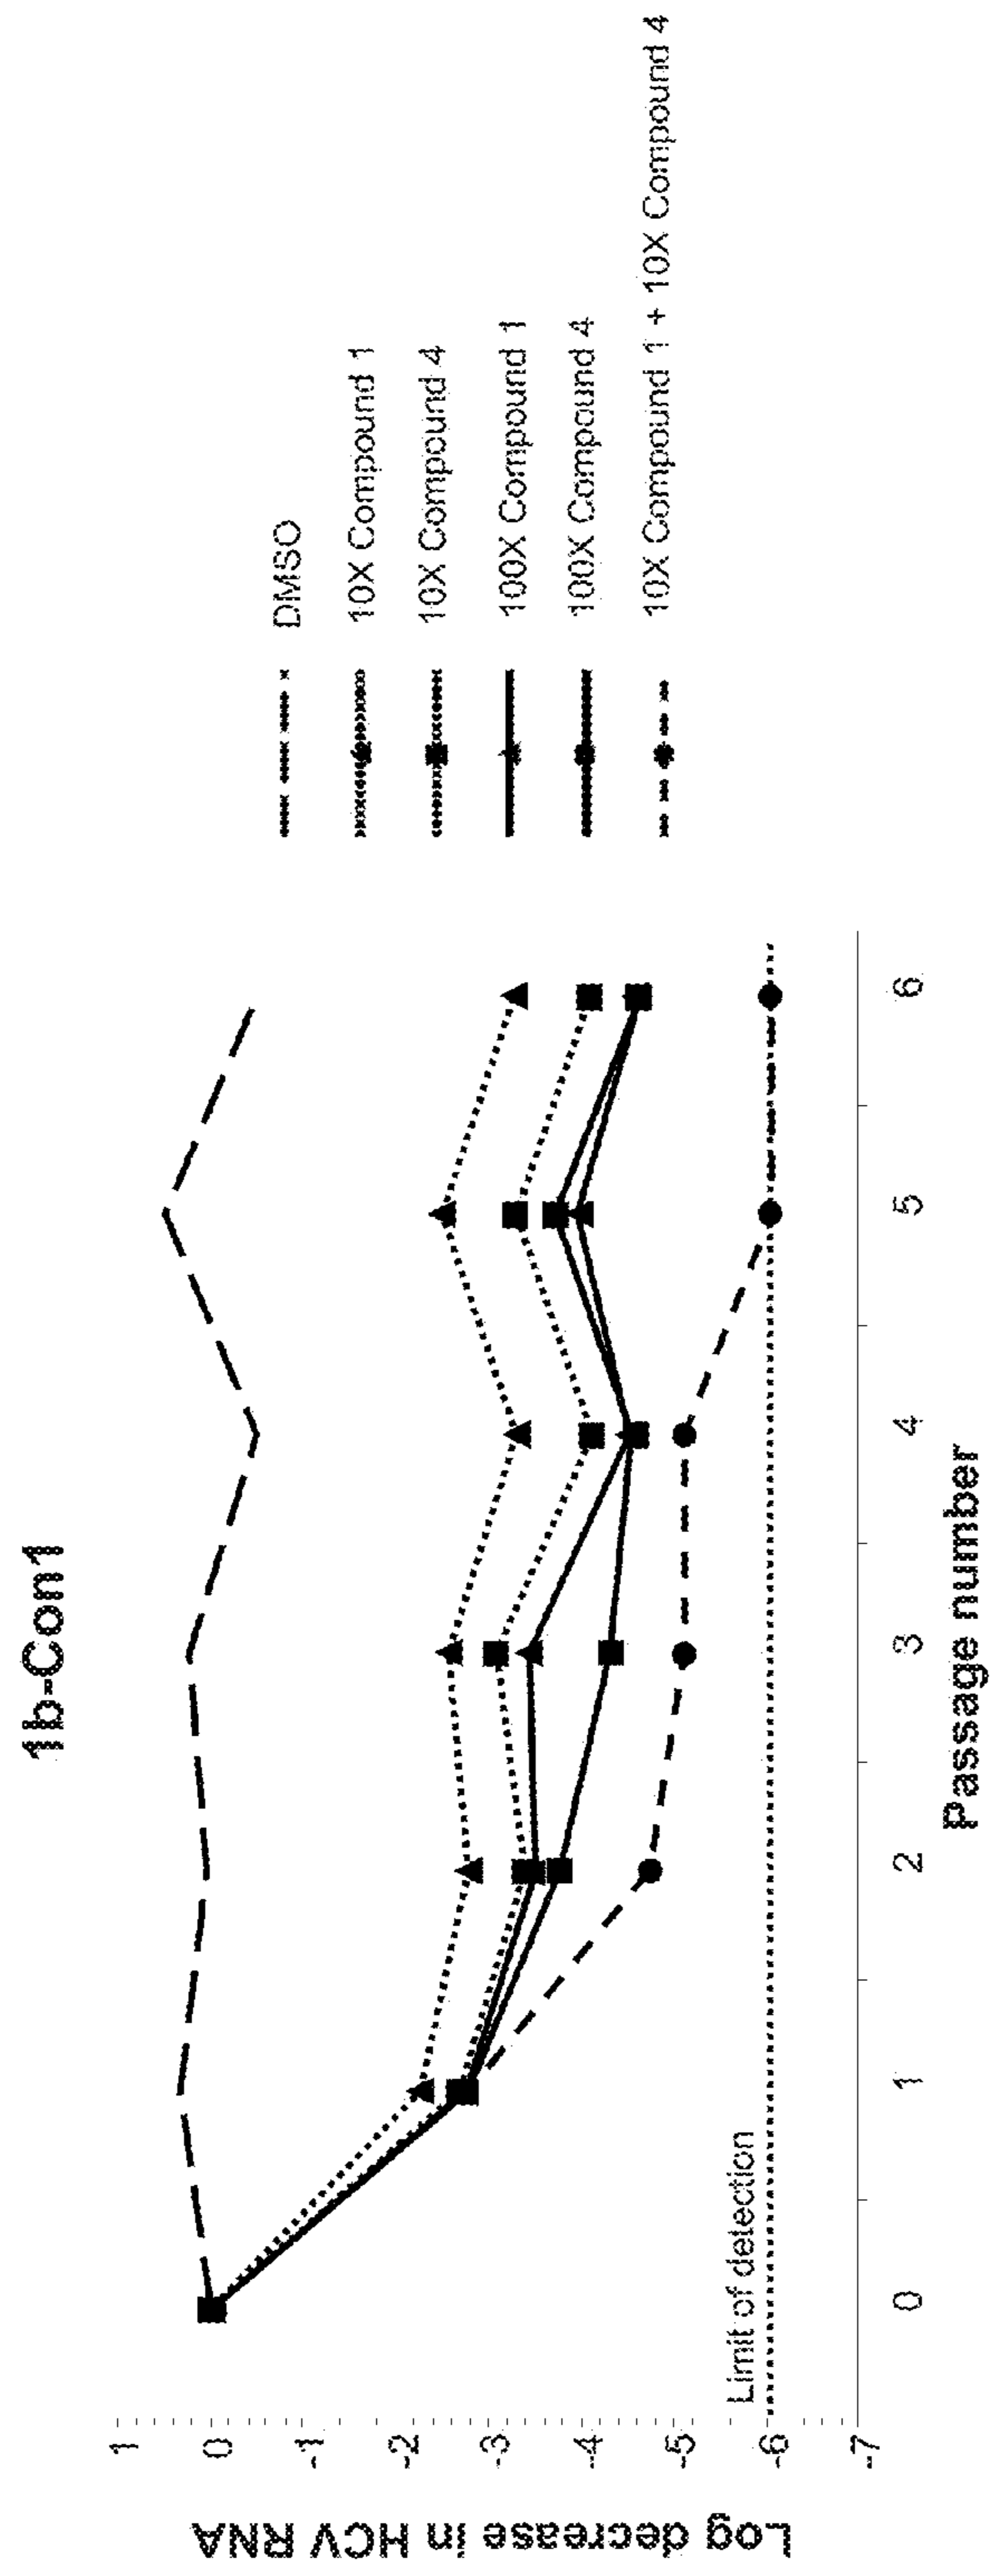 1b-Con1
Log decrease in HCV RNA
1
0
-1
-2
-3
-4
-5
-6
-7
Limit of detection
0
1
2
3
4
5
6
Passage number
DMSO
10X Compound 1
10X Compound 4
100X Compound 1
100X Compound 4
10X Compound 1 + 10X Compound 4